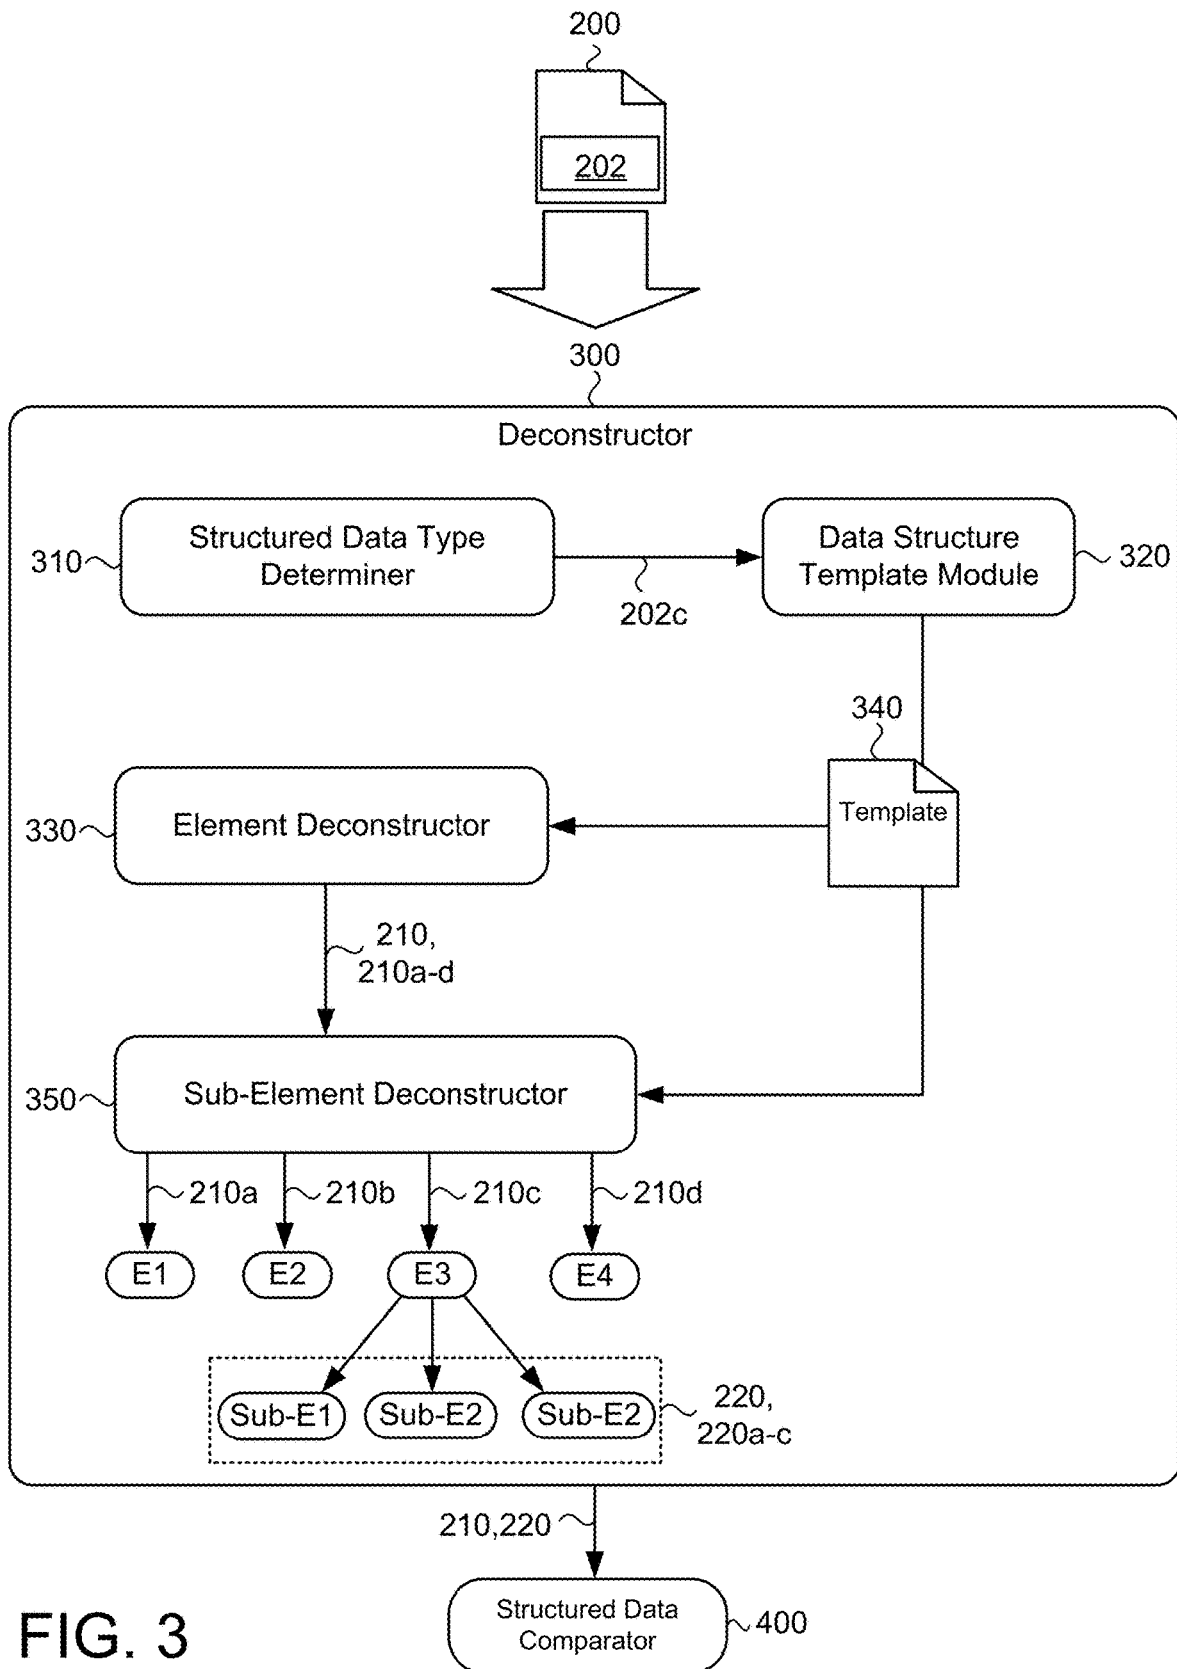 200
202
300
Deconstructor
310
Structured Data Type
Determiner
202c
Data Structure
Template Module
320
340
Template
330
Element Deconstructor
210,
210a-d
350
Sub-Element Deconstructor
210a
210b
210c
210d
E1
E2
E3
E4
Sub-E1
Sub-E2
Sub-E2
220,
220a-c
210,220
Structured Data
Comparator
400
FIG. 3